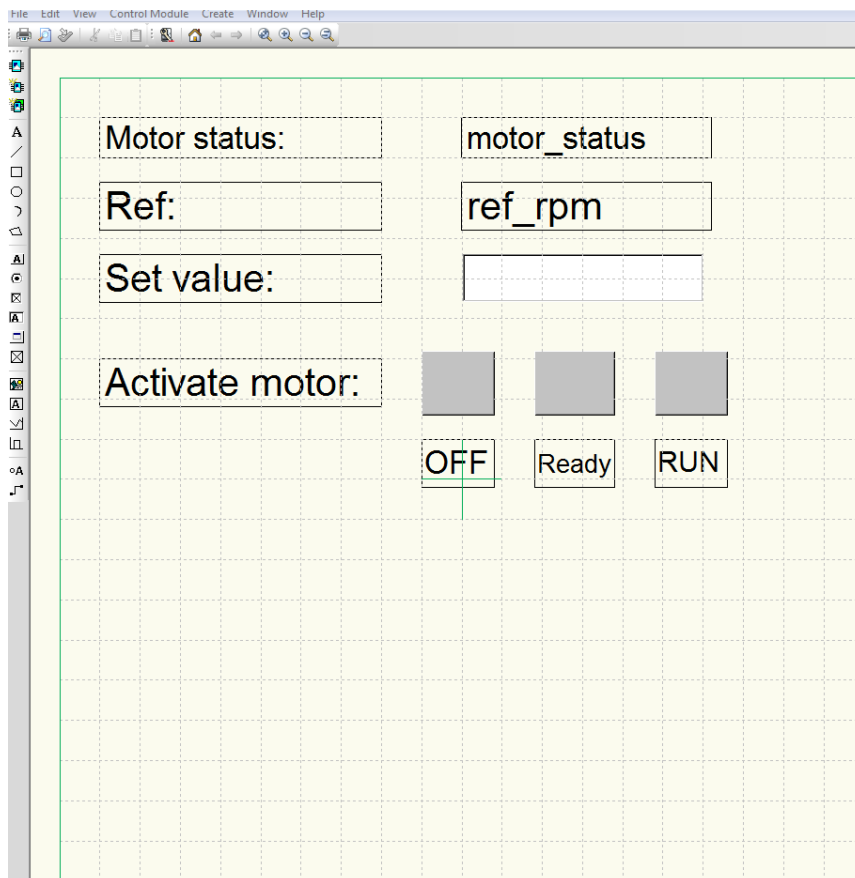 File Edit View Control Module Create Window Help
Motor status: motor_status
Ref: ref_rpm
Set value:
Activate motor:
OFF Ready RUN